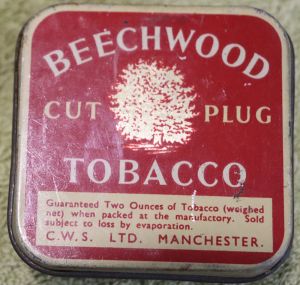 BEECHWOOD
CUT PLUG
TOBACCO
Guaranteed Two Ounces of Tobacco (weighed
net) when packed at the manufactory. Sold
subject to loss by evaporation.
C.W.S. LTD. MANCHESTER.